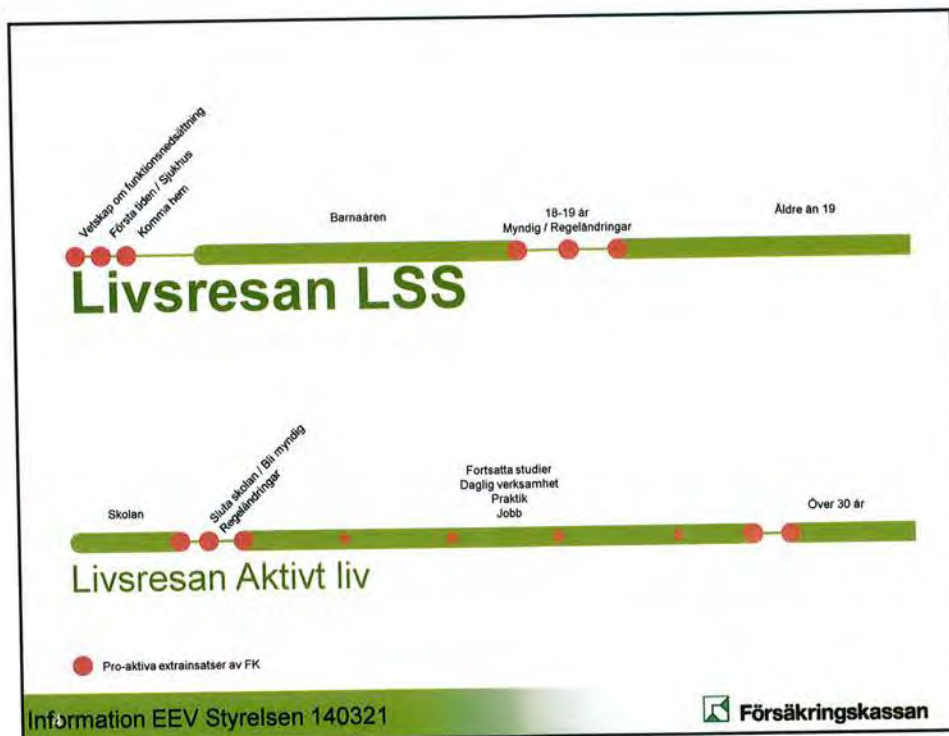 Vetskap om funktionsnedsättning
Första tiden / Sjukhus
Komma hem
Barnaåren
18-19 år
Myndig / Regeländringar
Äldre än 19
Livsresan LSS
Skolan
Sluta skolan / Bli myndig
Regeländringar
Fortsatta studier
Daglig verksamhet
Praktik
Jobb
Över 30 år
Livsresan Aktivt liv
Pro-aktiva extrainsatser av FK
Information EEV Styrelsen 140321
Försäkringskassan